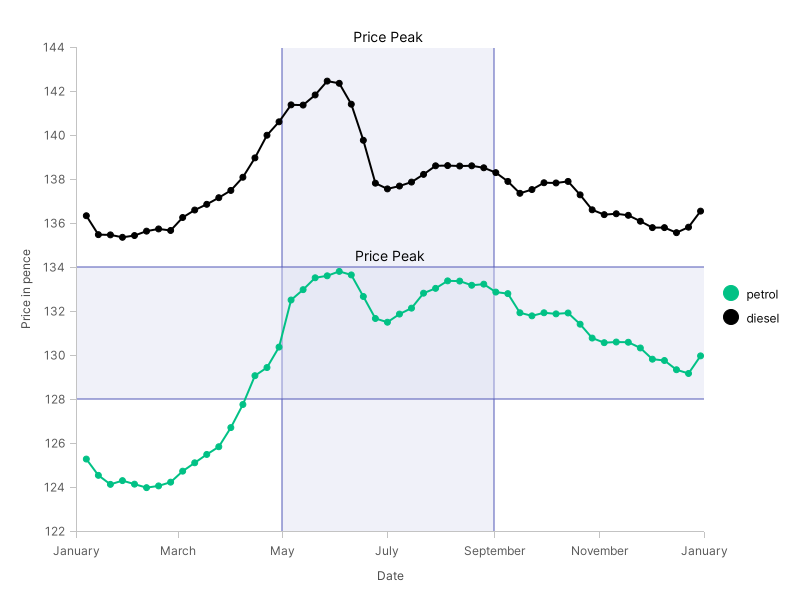 Price Peak
144
142
140
138
136
134
132
130
128
126
124
122
Price Peak
Price in pence
January
March
May
July
September
November
January
Date
petrol
diesel